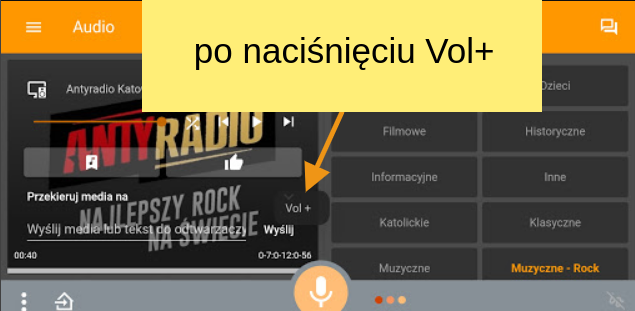 Audio
po naciśnięciu Vol+
Antyradio Kato
Dzieci
ANTYRADIO
Filmowe
Historyczne
Informacyjne
Inne
Przekieruj media na
NAJLEPSZY ROCK
NA ŚWIECIE
Vol +
Wyślij media lub tekst do odtwarzacz
Wyślij
Katolickie
Klasyczne
00:40
0-7:0-12:0-56
Muzyczne
Muzyczne - Rock